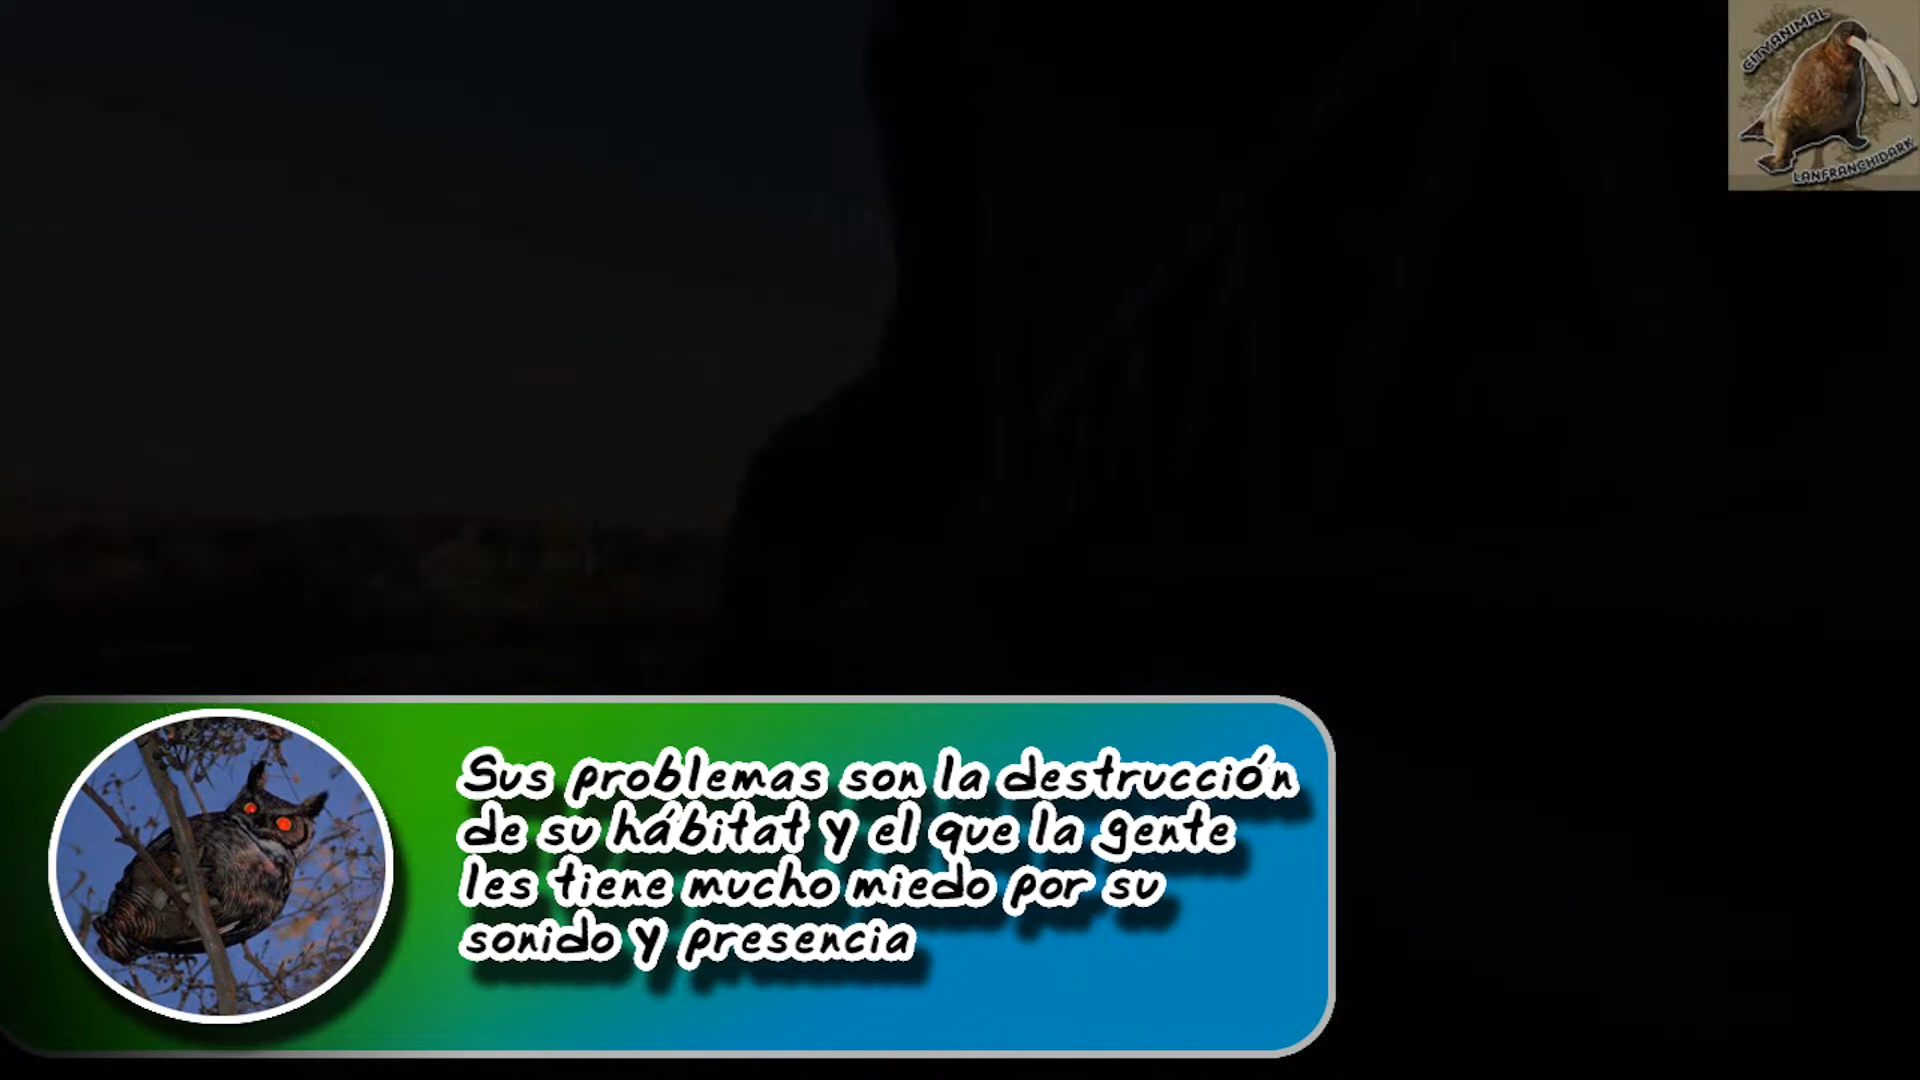 CITYANIMAL
LANFRANCHIDARK
Sus problemas son la destrucción
de su hábitat y el que la gente
les tiene mucho miedo por su
sonido y presencia